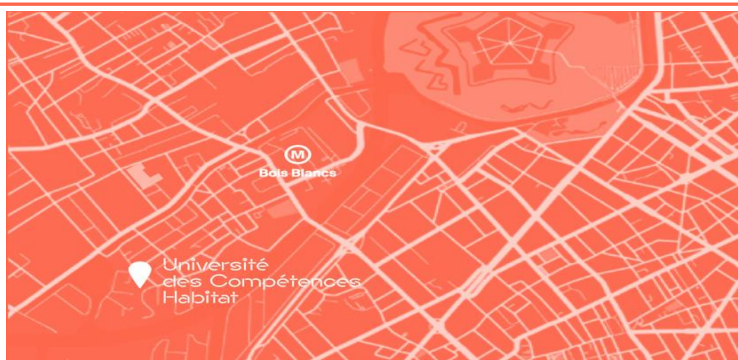 M
Bois Blancs
Université
des Compétences
Habitat